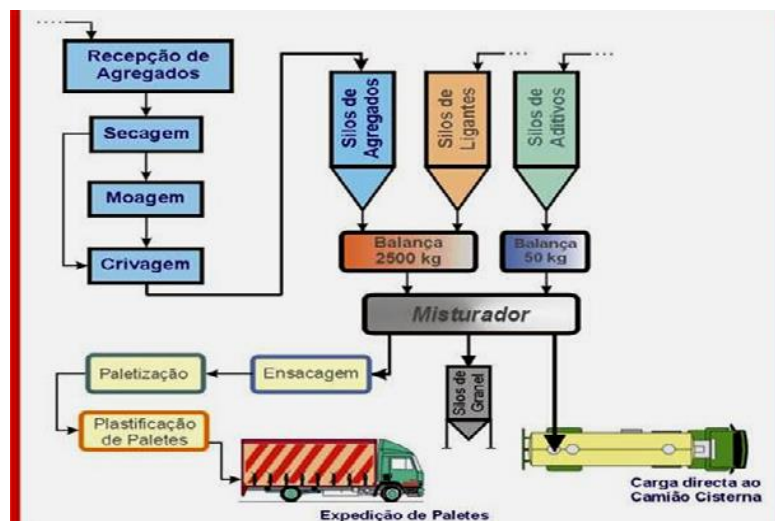 Recepção de
Agregados
Secagem
Moagem
Crivagem
Silos de
Agregados
Silos de
Ligantes
Silos de
Aditivos
Balança
2500 kg
Balança
50 kg
Misturador
Paletização
Ensacagem
Silos de
Granel
Plastificação
de Paletes
Expedição de Paletes
Carga directa ao
Camião Cisterna